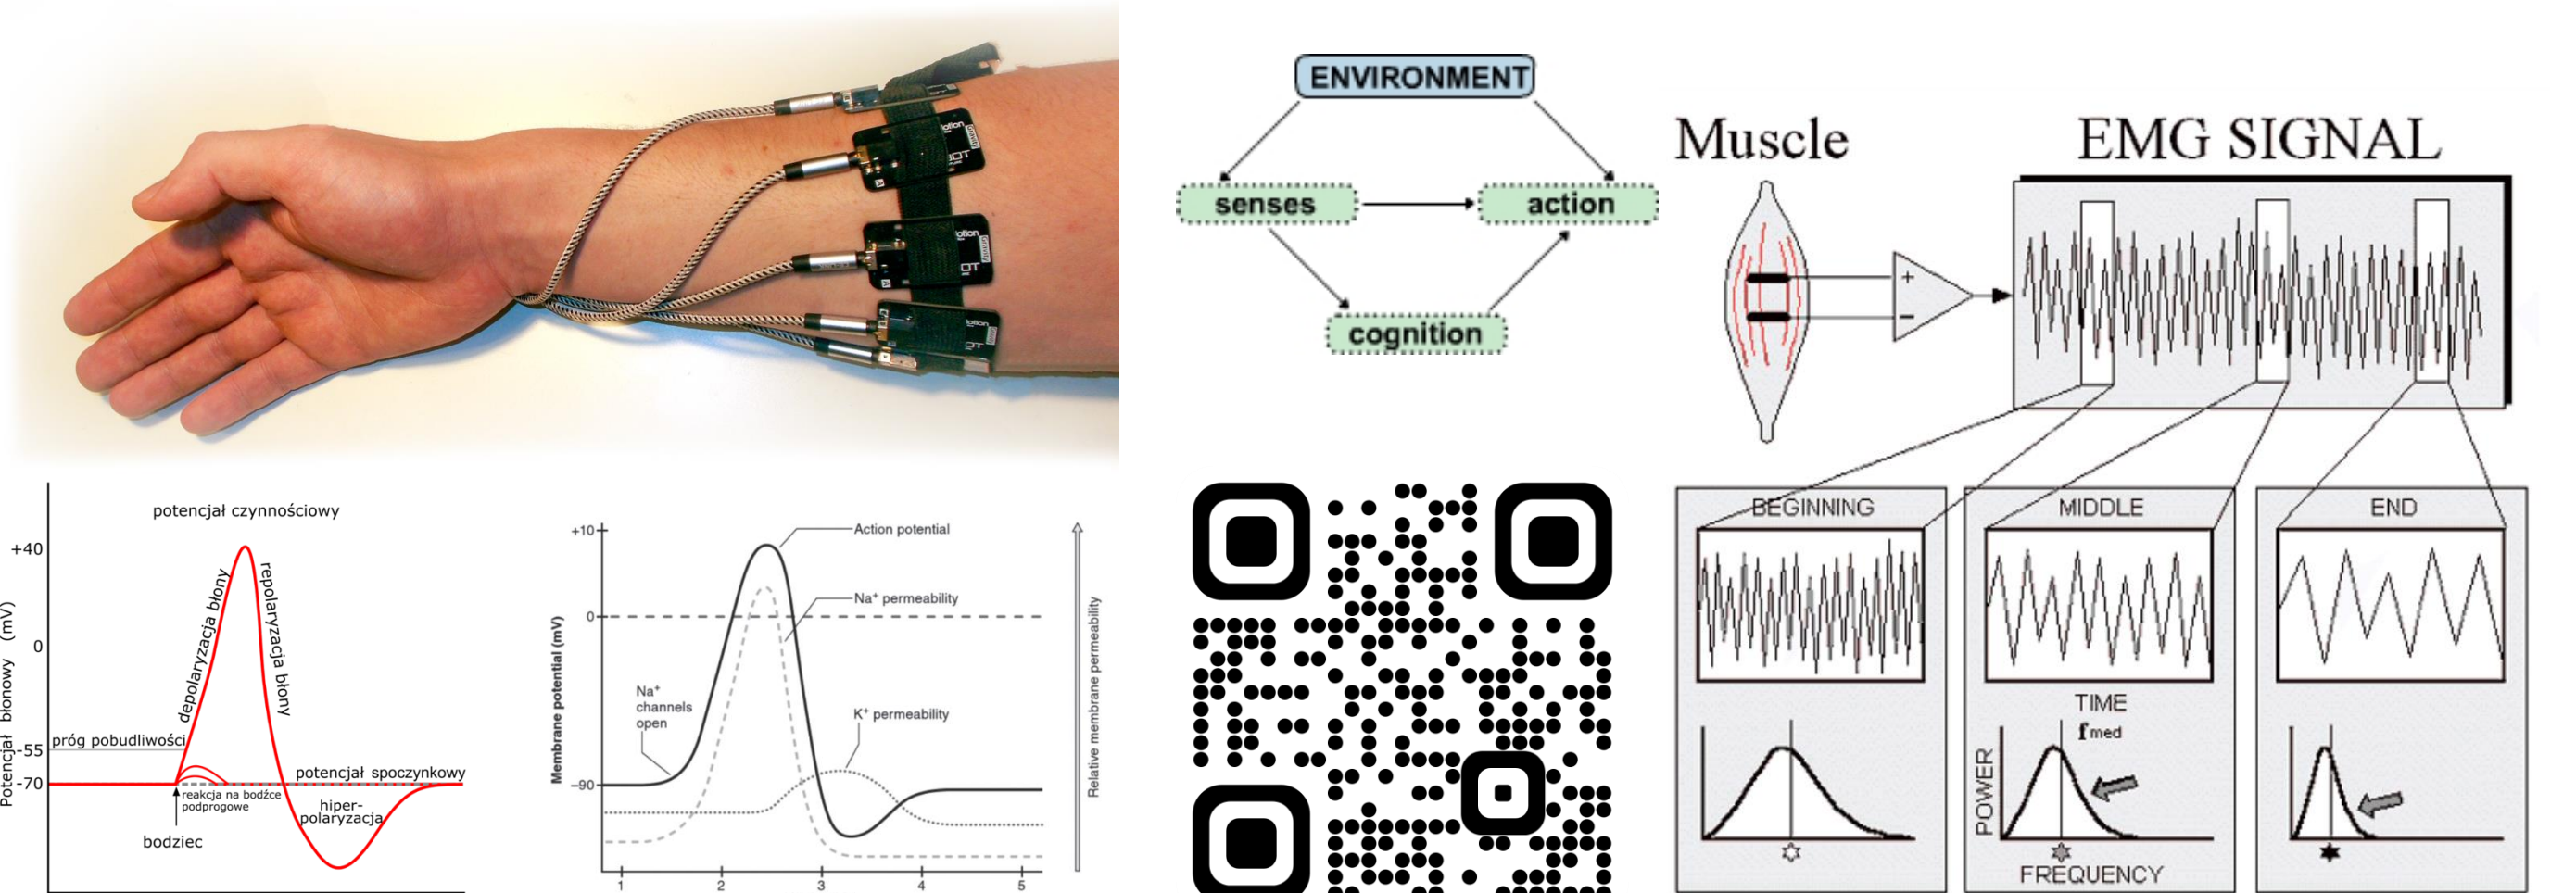 ENVIRONMENT
senses
action
cognition
Muscle
EMG SIGNAL
+
−
BEGINNING
MIDDLE
END
TIME
fmed
POWER
FREQUENCY
potencjał czynnościowy
+40
0
-55
-70
Potencjał błonowy (mV)
depolaryzacja błony
repolaryzacja błony
próg pobudliwości
potencjał spoczynkowy
reakcja na bodźce
podprogowe
hiper-
polaryzacja
bodziec
+10
0
−90
Membrane potential (mV)
Action potential
Na+ permeability
Na+
channels
open
K+ permeability
Relative membrane permeability
1
2
3
4
5